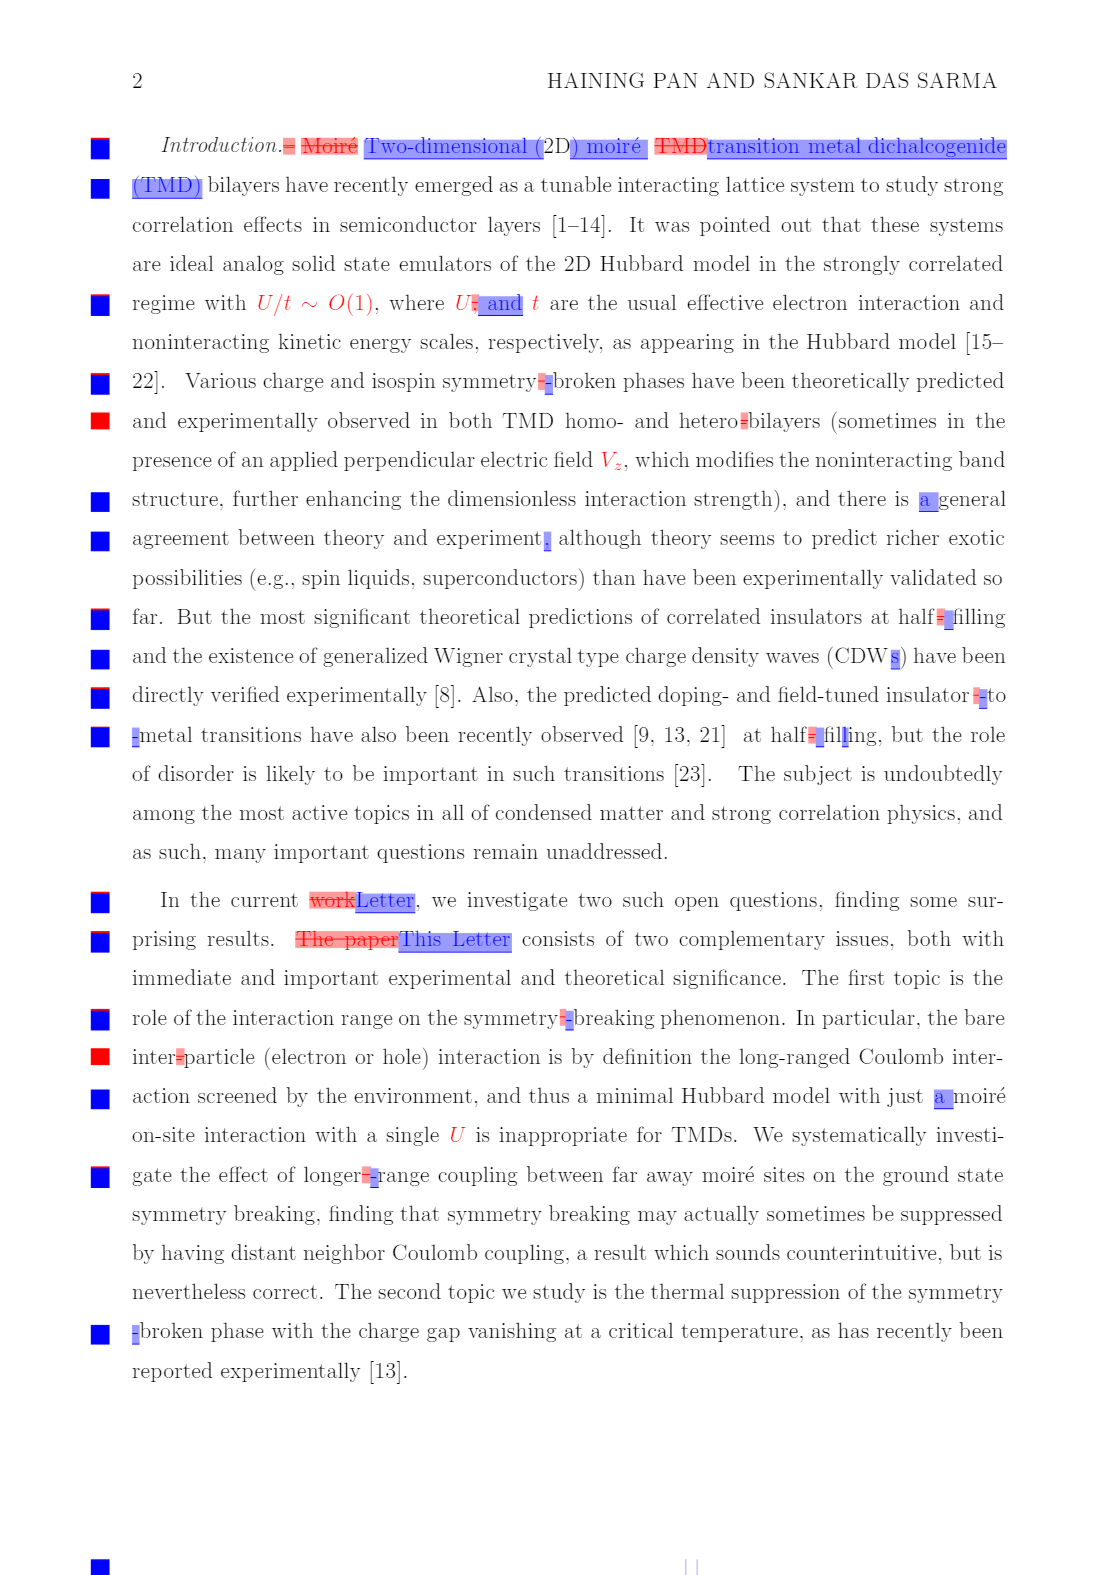 2 HAINING PAN AND SANKAR DAS SARMA
Introduction.– Moiré Two-dimensional (2D) moiré TMDtransition metal dichalcogenide
(TMD) bilayers have recently emerged as a tunable interacting lattice system to study strong
correlation effects in semiconductor layers [1–14]. It was pointed out that these systems
are ideal analog solid state emulators of the 2D Hubbard model in the strongly correlated
regime with U/t ∼ O(1), where U, and t are the usual effective electron interaction and
noninteracting kinetic energy scales, respectively, as appearing in the Hubbard model [15–
22]. Various charge and isospin symmetry--broken phases have been theoretically predicted
and experimentally observed in both TMD homo- and hetero-bilayers (sometimes in the
presence of an applied perpendicular electric field Vz, which modifies the noninteracting band
structure, further enhancing the dimensionless interaction strength), and there is a general
agreement between theory and experiment, although theory seems to predict richer exotic
possibilities (e.g., spin liquids, superconductors) than have been experimentally validated so
far. But the most significant theoretical predictions of correlated insulators at half- filling
and the existence of generalized Wigner crystal type charge density waves (CDWs) have been
directly verified experimentally [8]. Also, the predicted doping- and field-tuned insulator--to
-metal transitions have also been recently observed [9, 13, 21] at half- filling, but the role
of disorder is likely to be important in such transitions [23]. The subject is undoubtedly
among the most active topics in all of condensed matter and strong correlation physics, and
as such, many important questions remain unaddressed.
In the current workLetter, we investigate two such open questions, finding some sur-
prising results. The paperThis Letter consists of two complementary issues, both with
immediate and important experimental and theoretical significance. The first topic is the
role of the interaction range on the symmetry--breaking phenomenon. In particular, the bare
inter-particle (electron or hole) interaction is by definition the long-ranged Coulomb inter-
action screened by the environment, and thus a minimal Hubbard model with just a moiré
on-site interaction with a single U is inappropriate for TMDs. We systematically investi-
gate the effect of longer--range coupling between far away moiré sites on the ground state
symmetry breaking, finding that symmetry breaking may actually sometimes be suppressed
by having distant neighbor Coulomb coupling, a result which sounds counterintuitive, but is
nevertheless correct. The second topic we study is the thermal suppression of the symmetry
-broken phase with the charge gap vanishing at a critical temperature, as has recently been
reported experimentally [13].